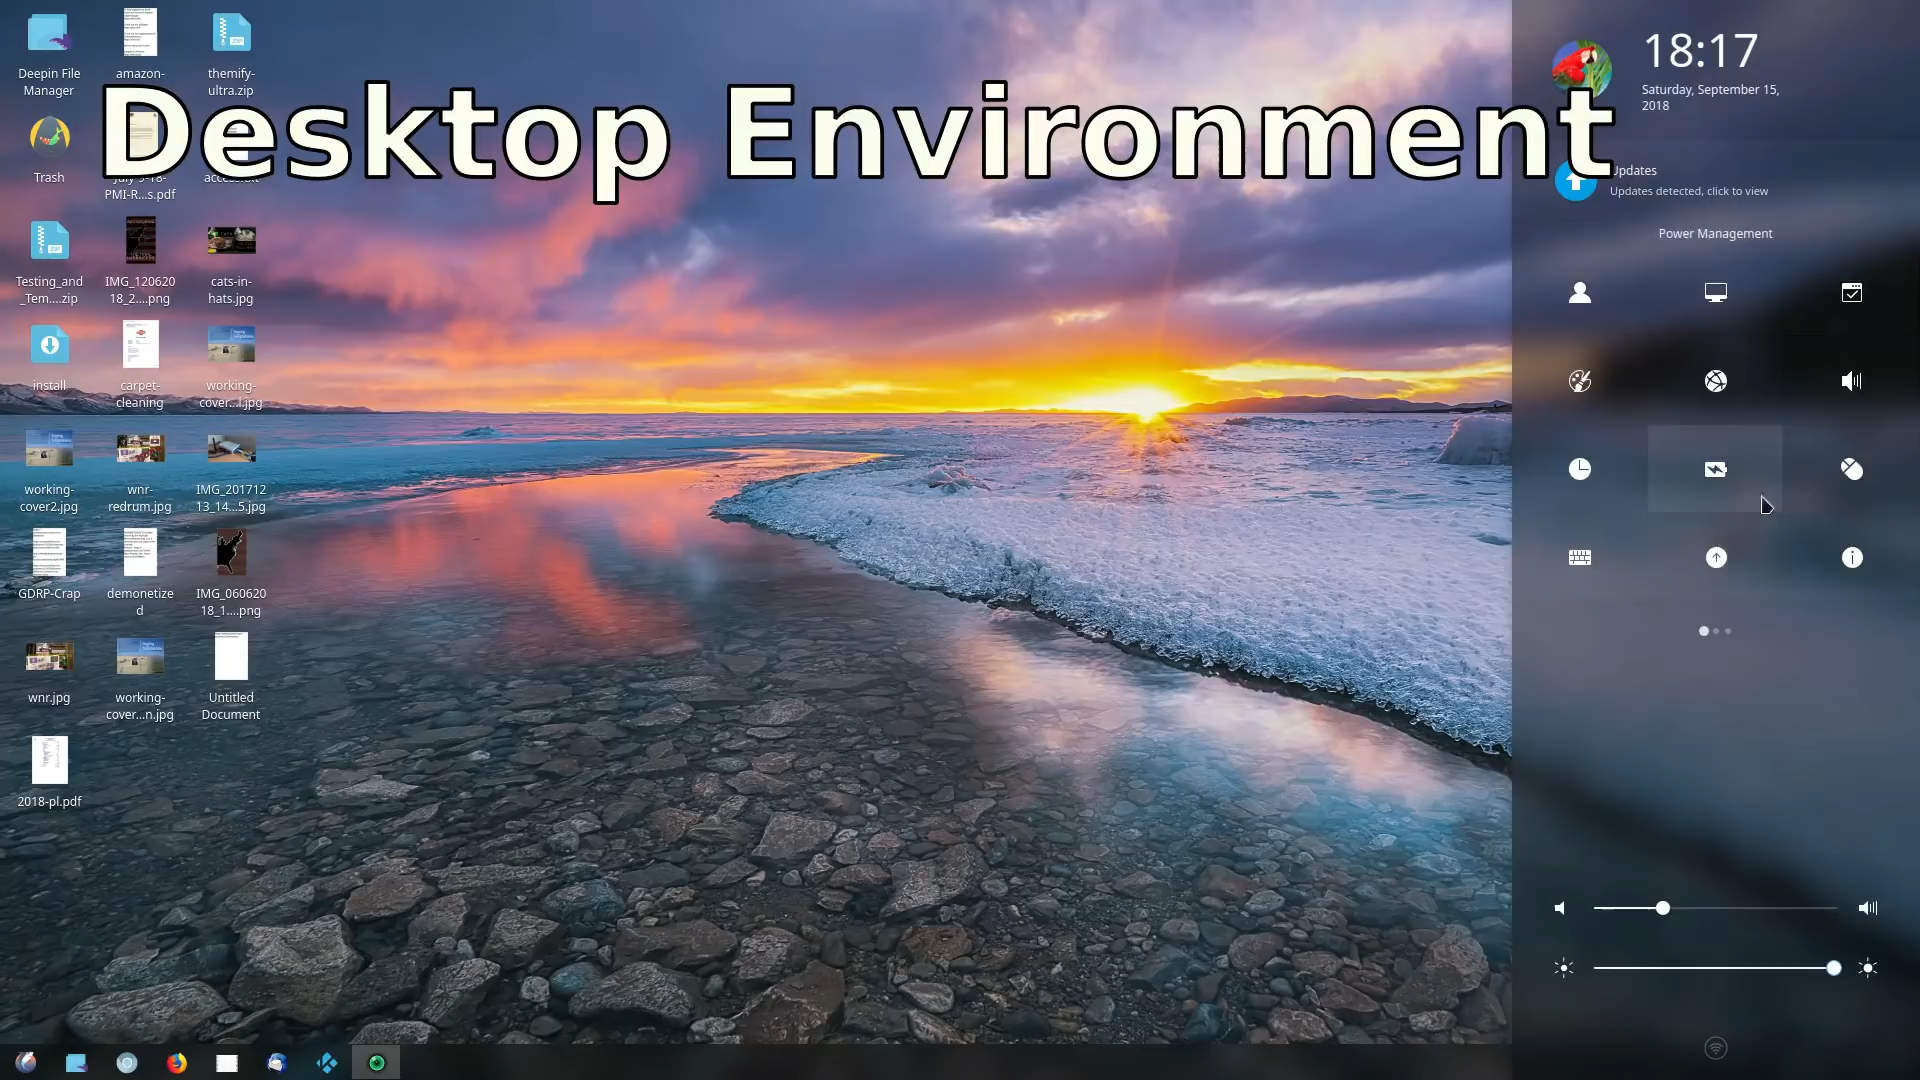 Desktop Environment
Deepin File
Manager
amazon-
themify-
ultra.zip
Trash
PMI-R...s.pdf
Testing_and
_Tem....zip
IMG_120620
18_2....png
cats-in-
hats.jpg
install
carpet-
cleaning
working-
cover...l.jpg
working-
cover2.jpg
wnr-
redrum.jpg
IMG_201712
13_14...5.jpg
GDRP-Crap
demonetize
d
IMG_060620
18_1....png
wnr.jpg
working-
cover...n.jpg
Untitled
Document
2018-pl.pdf
18:17
Saturday, September 15,
2018
Updates
Updates detected, click to view
Power Management